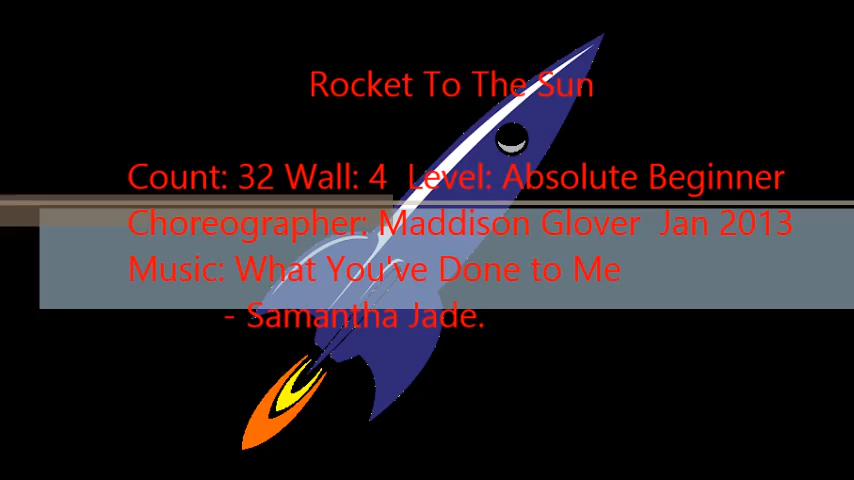 Rocket To The Sun
Count: 32 Wall: 4 Level: Absolute Beginner
Choreographer: Maddison Glover Jan 2013
Music: What You've Done to Me
- Samantha Jade.